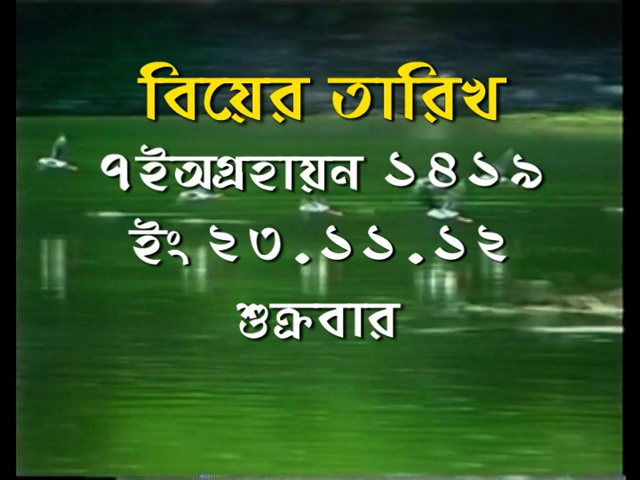 বিয়ের তারিখ
৭ইঅগ্রহায়ন ১৪১৯
ইং ২৩.১১.১২
শুক্রবার